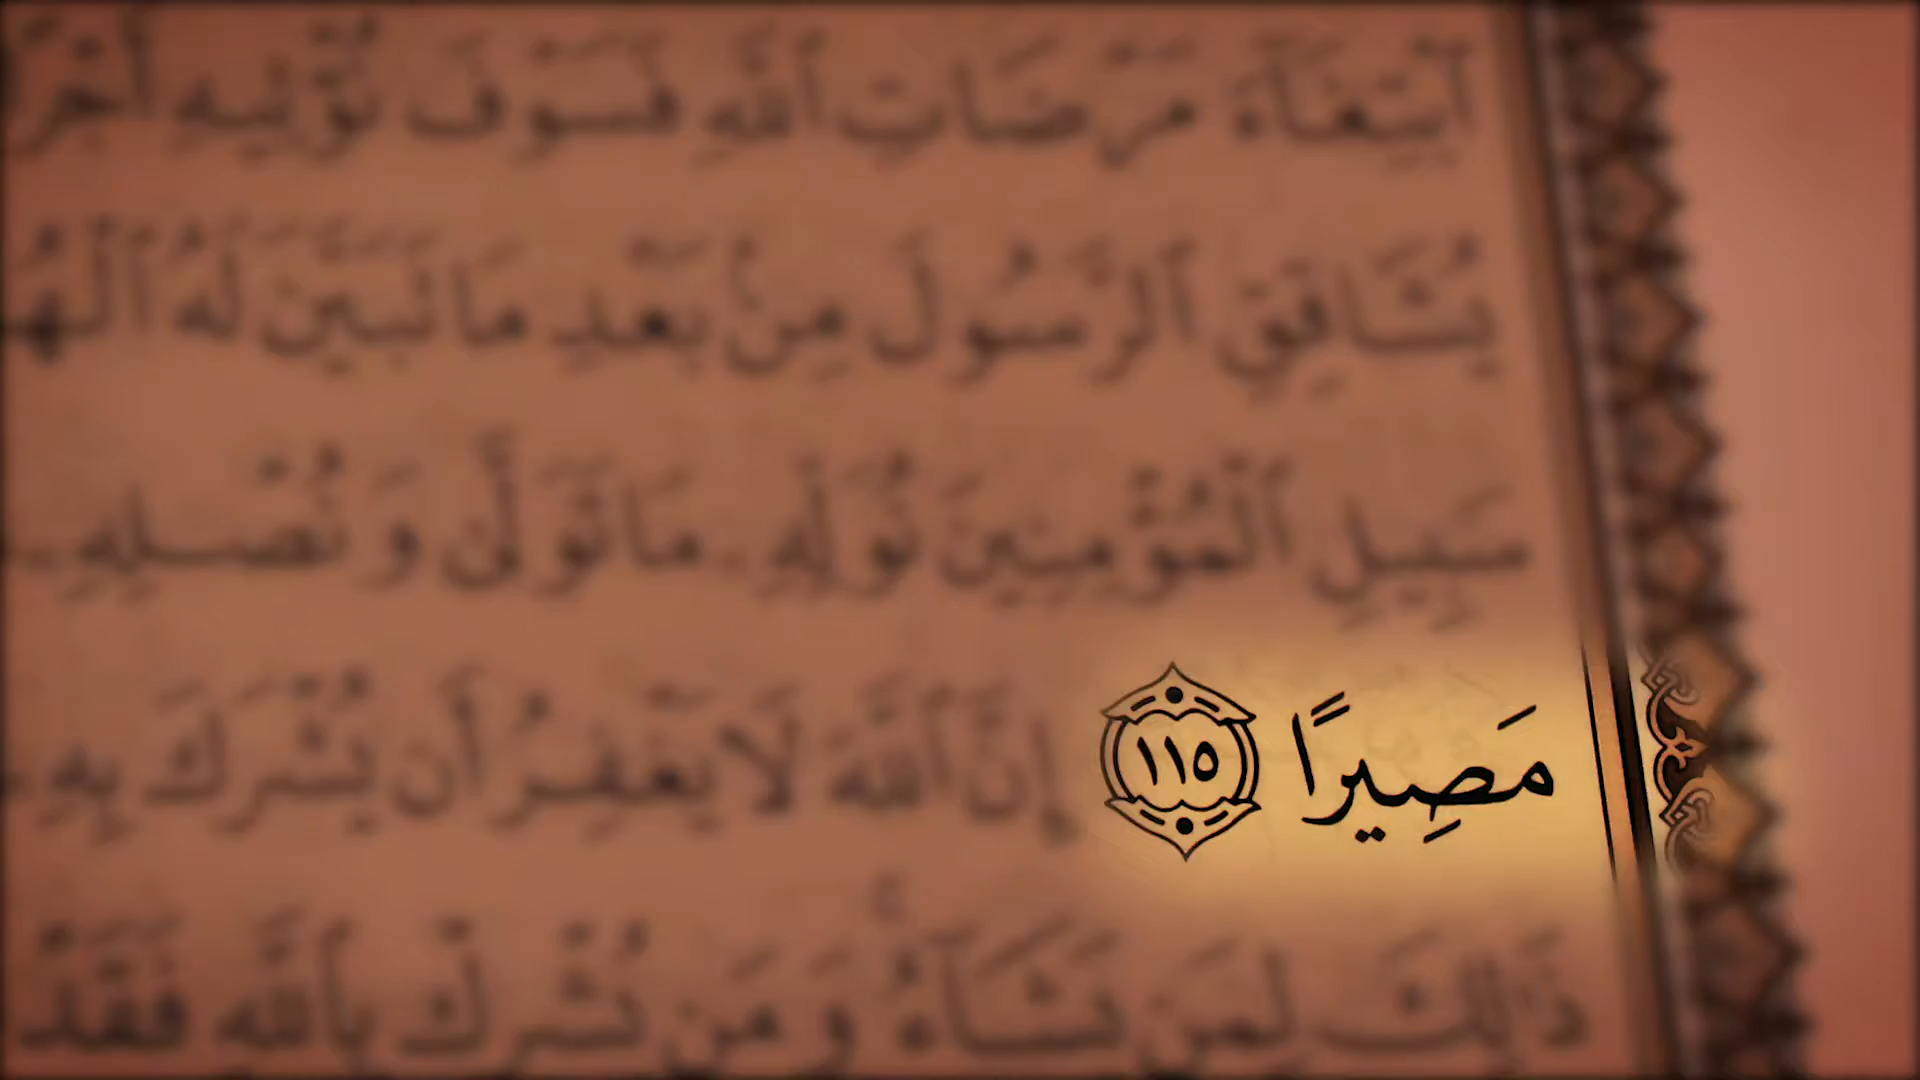 ٱبْتِغَآءَ مَرْضَاتِ ٱللَّهِ فَسَوْفَ نُؤْتِيهِ أَجْرًا
يُشَاقِقِ ٱلرَّسُولَ مِنۢ بَعْدِ مَا تَبَيَّنَ لَهُ
سَبِيلِ ٱلْمُؤْمِنِينَ نُوَلِّهِۦ مَا تَوَلَّىٰ وَنُصْلِهِۦ
مَصِيرًا ١١٥ إِنَّ ٱللَّهَ لَا يَغْفِرُ أَن يُشْرَكَ بِهِۦ
ذَٰلِكَ لِمَن يَشَآءُ ۚ وَمَن يُشْرِكْ بِٱللَّهِ فَقَدْ